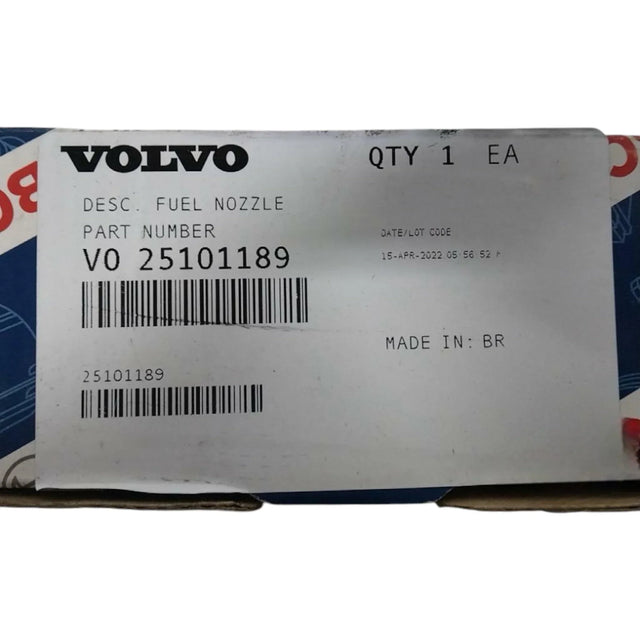 VOLVO
QTY 1 EA
DESC. FUEL NOZZLE
PART NUMBER
VO 25101189
DATE/LOT CODE
15-APR-2022 05 56 52
MADE IN: BR
25101189